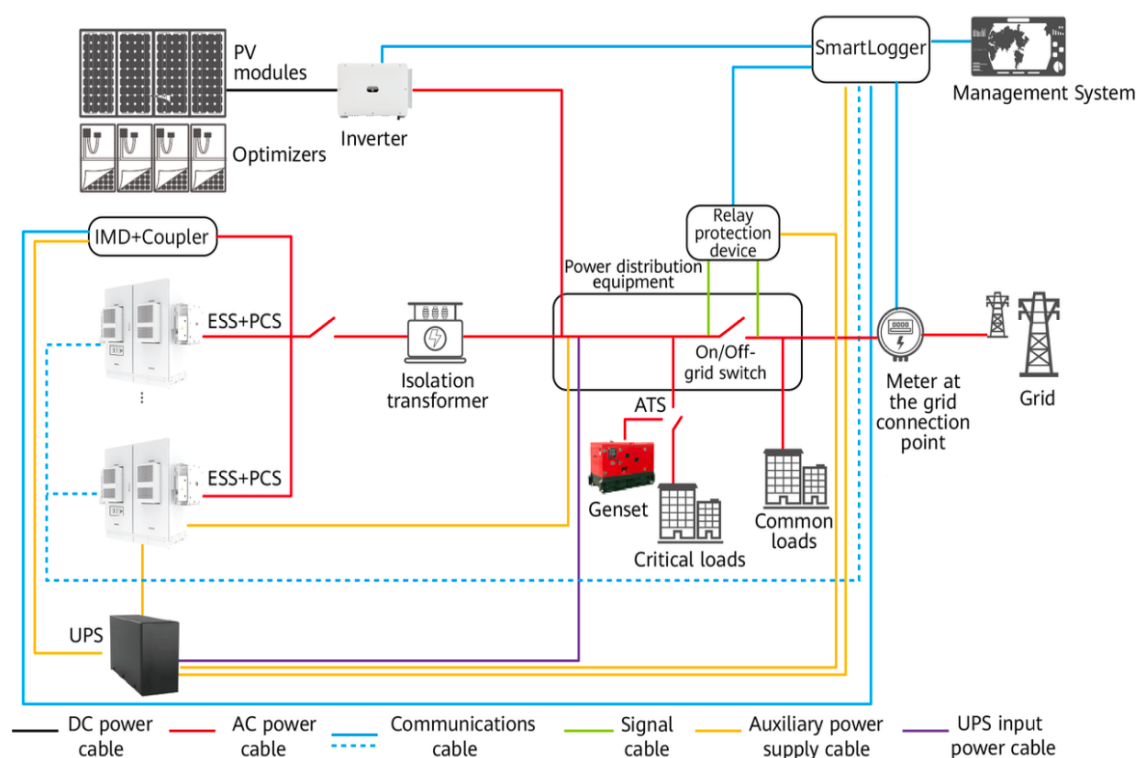 PV
modules
Optimizers
Inverter
SmartLogger
Management System
IMD+Coupler
Relay
protection
device
Power distribution
equipment
ESS+PCS
Isolation
transformer
On/Off-
grid switch
Meter at
the grid
connection
point
Grid
ATS
ESS+PCS
Genset
Critical loads
Common
loads
UPS
DC power
cable
AC power
cable
Communications
cable
Signal
cable
Auxiliary power
supply cable
UPS input
power cable